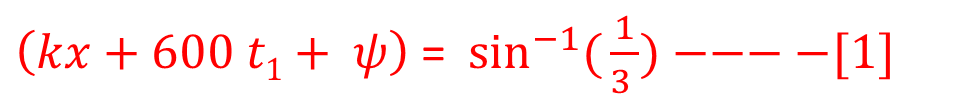 (kx + 600 t₁ + ψ) = sin⁻¹(1/3) −−− −[1]